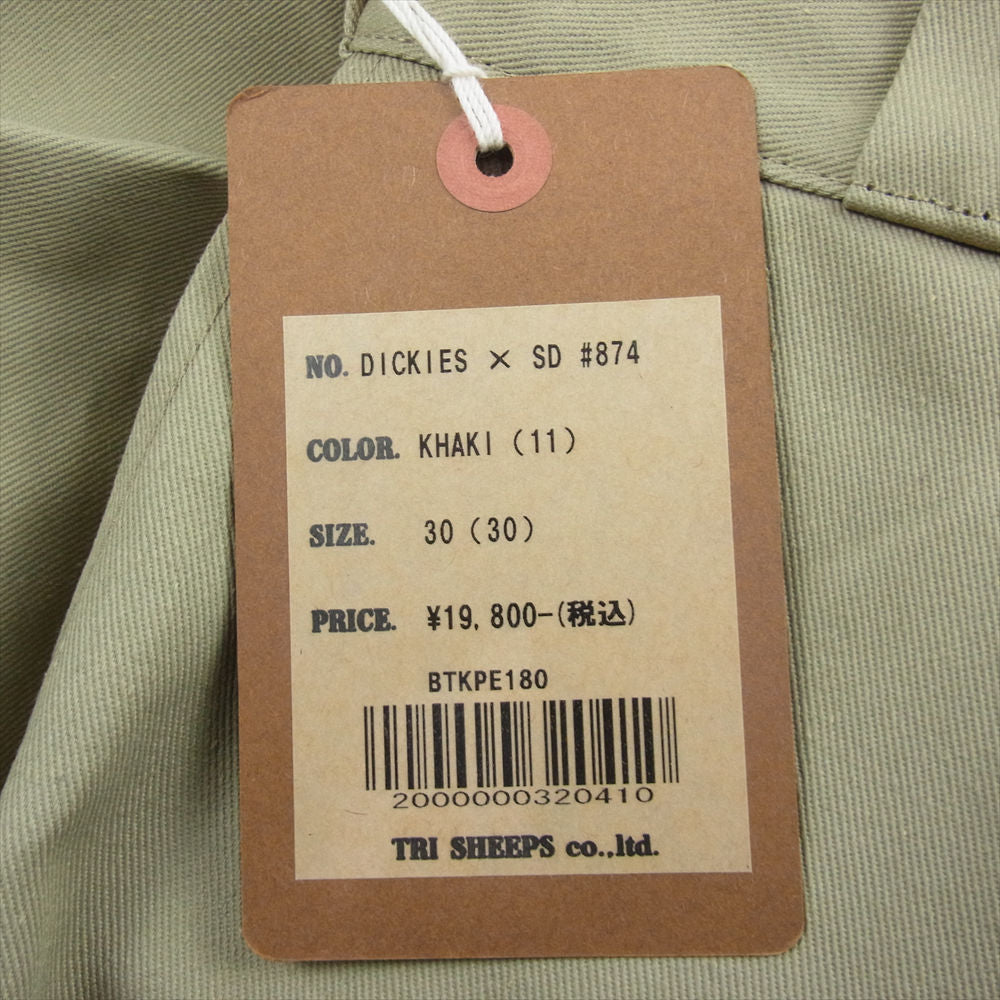 NO. DICKIES × SD #874
COLOR. KHAKI (11)
SIZE. 30 (30)
PRICE. ¥19,800-(税込)
BTKPE180
2000000320410
TRI SHEEPS co.,ltd.